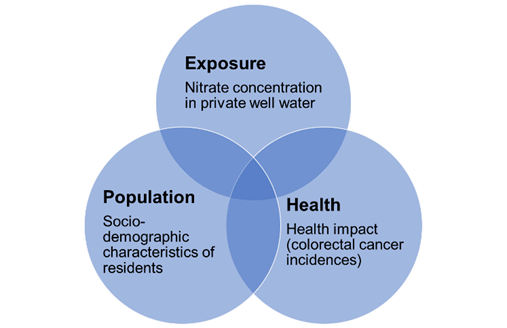 Exposure
Nitrate concentration
in private well water
Population
Socio-
demographic
characteristics of
residents
Health
Health impact
(colorectal cancer
incidences)